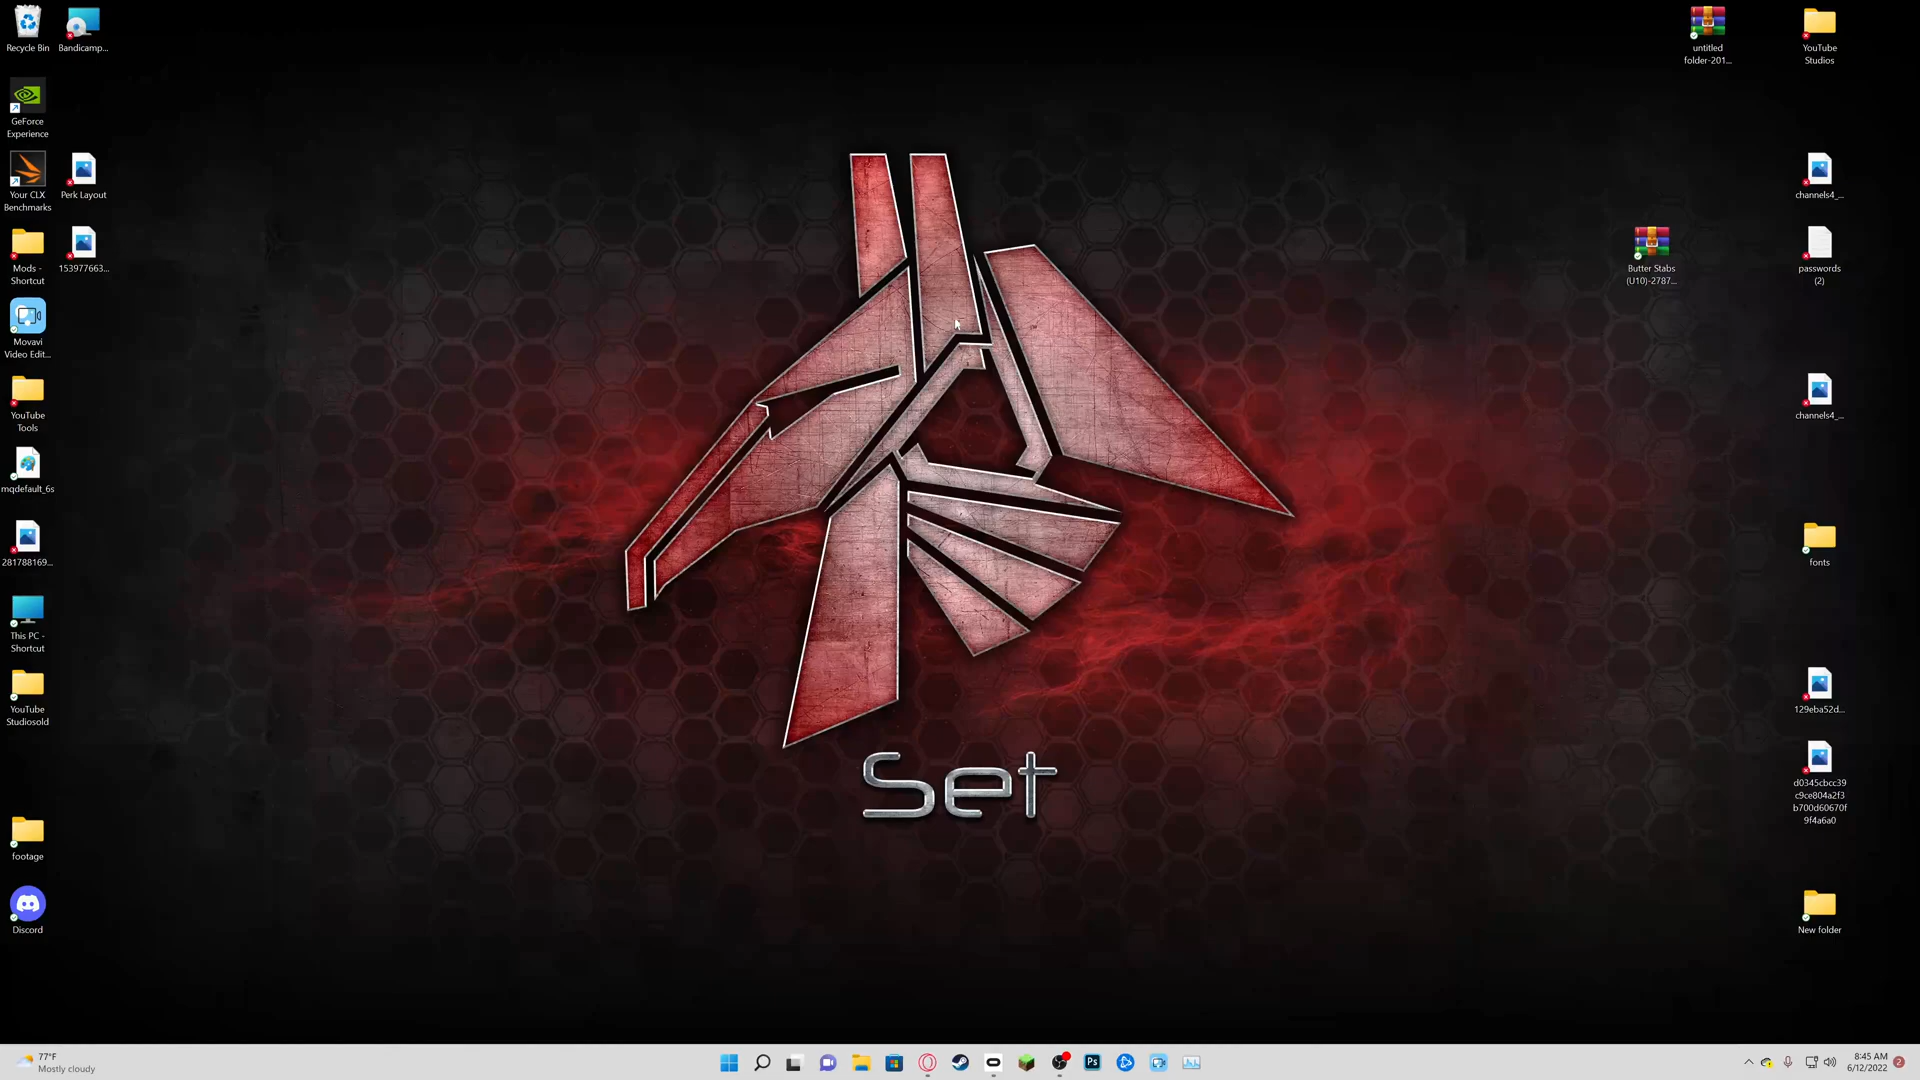 Recycle Bin
Bandicamp...
GeForce
Experience
Your CLX
Benchmarks
Perk Layout
Mods -
Shortcut
153977663...
Movavi
Video Edit...
YouTube
Tools
mqdefault_6s
281788169...
This PC -
Shortcut
YouTube
Studiosold
footage
Discord
Set
untitled
folder-201...
YouTube
Studios
channels4_...
Butter Stabs
(U10)-2787...
passwords
(2)
channels4_...
fonts
129eba52d...
d0345cbcc39
c9ce804a2f3
b700d60670f
9f4a6a0
New folder
77°F
Mostly cloudy
Ps
8:45 AM
6/12/2022
2